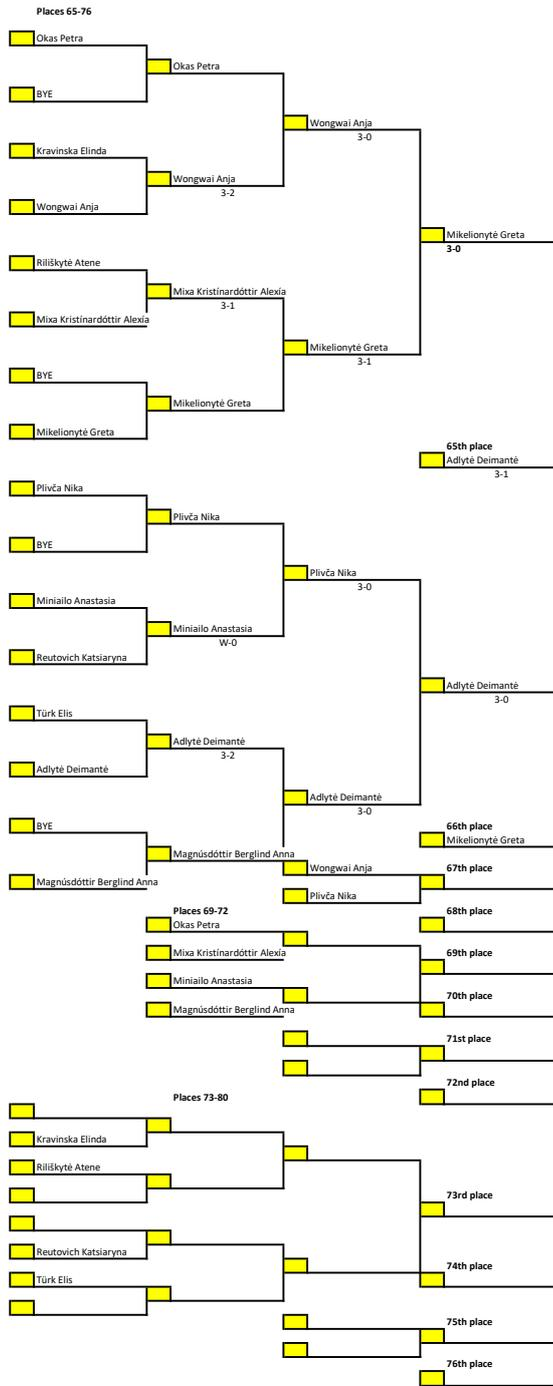 Places 65-76
Okas Petra
Okas Petra
BYE
Wongwai Anja
3-0
Kravinska Elinda
Wongwai Anja
3-2
Wongwai Anja
Mikelionytė Greta
3-0
Riliškytė Atene
Mixa Kristínardóttir Alexía
3-1
Mixa Kristínardóttir Alexía
Mikelionytė Greta
3-1
BYE
Mikelionytė Greta
Mikelionytė Greta
65th place
Adlytė Deimantė
3-1
Plivča Nika
Plivča Nika
BYE
Plivča Nika
3-0
Miniailo Anastasia
Miniailo Anastasia
W-0
Reutovich Katsiaryna
Adlytė Deimantė
3-0
Türk Elis
Adlytė Deimantė
3-2
Adlytė Deimantė
Adlytė Deimantė
3-0
BYE
66th place
Mikelionytė Greta
Magnúsdóttir Berglind Anna
Wongwai Anja
67th place
Magnúsdóttir Berglind Anna
Plivča Nika
Places 69-72
68th place
Okas Petra
Mixa Kristínardóttir Alexía
69th place
Miniailo Anastasia
70th place
Magnúsdóttir Berglind Anna
71st place
72nd place
Places 73-80
Kravinska Elinda
Riliškytė Atene
73rd place
Reutovich Katsiaryna
74th place
Türk Elis
75th place
76th place